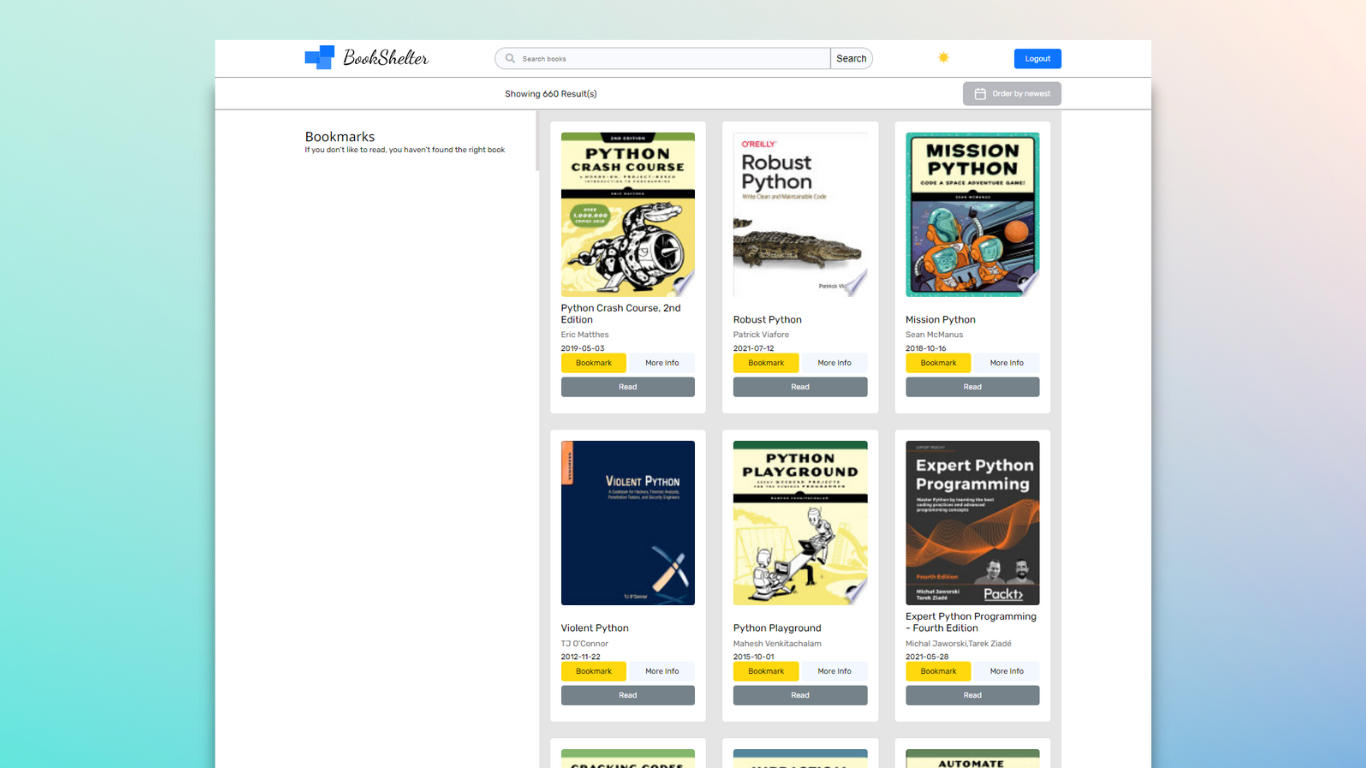 BookShelter
Search books
Search
Logout
Showing 660 Result(s)
Order by newest
Bookmarks
If you don't like to read, you haven't found the right book
2ND EDITION
PYTHON
CRASH COURSE
A HANDS-ON, PROJECT-BASED
INTRODUCTION TO PROGRAMMING
ERIC MATTHES
OVER
1,000,000
COPIES SOLD
Python Crash Course, 2nd
Edition
Eric Matthes
2019-05-03
Bookmark
More Info
Read
O'REILLY
Robust
Python
Write Clean and Maintainable Code
Patrick
Robust Python
Patrick Viafore
2021-07-12
Bookmark
More Info
Read
MISSION
PYTHON
CODE A SPACE ADVENTURE GAME!
SEAN MCMANUS
Mission Python
Sean McManus
2018-10-16
Bookmark
More Info
Read
VIOLENT PYTHON
A Cookbook for Hackers, Forensic Analysts,
Penetration Testers, and Security Engineers
TJ O'Connor
Violent Python
TJ O'Connor
2012-11-22
Bookmark
More Info
Read
PYTHON
PLAYGROUND
GEEKY WEEKEND PROJECTS
FOR THE CURIOUS PROGRAMMER
MAHESH VENKITACHALAM
Python Playground
Mahesh Venkitachalam
2015-10-01
Bookmark
More Info
Read
EXPERT INSIGHT
Expert Python
Programming
Master Python by learning the best
coding practices and advanced
programming concepts
Fourth Edition
Michał Jaworski
Tarek Ziadé
Packt>
Expert Python Programming
- Fourth Edition
Michal Jaworski,Tarek Ziadé
2021-05-28
Bookmark
More Info
Read
CRACKING CODES
AUTOMATE